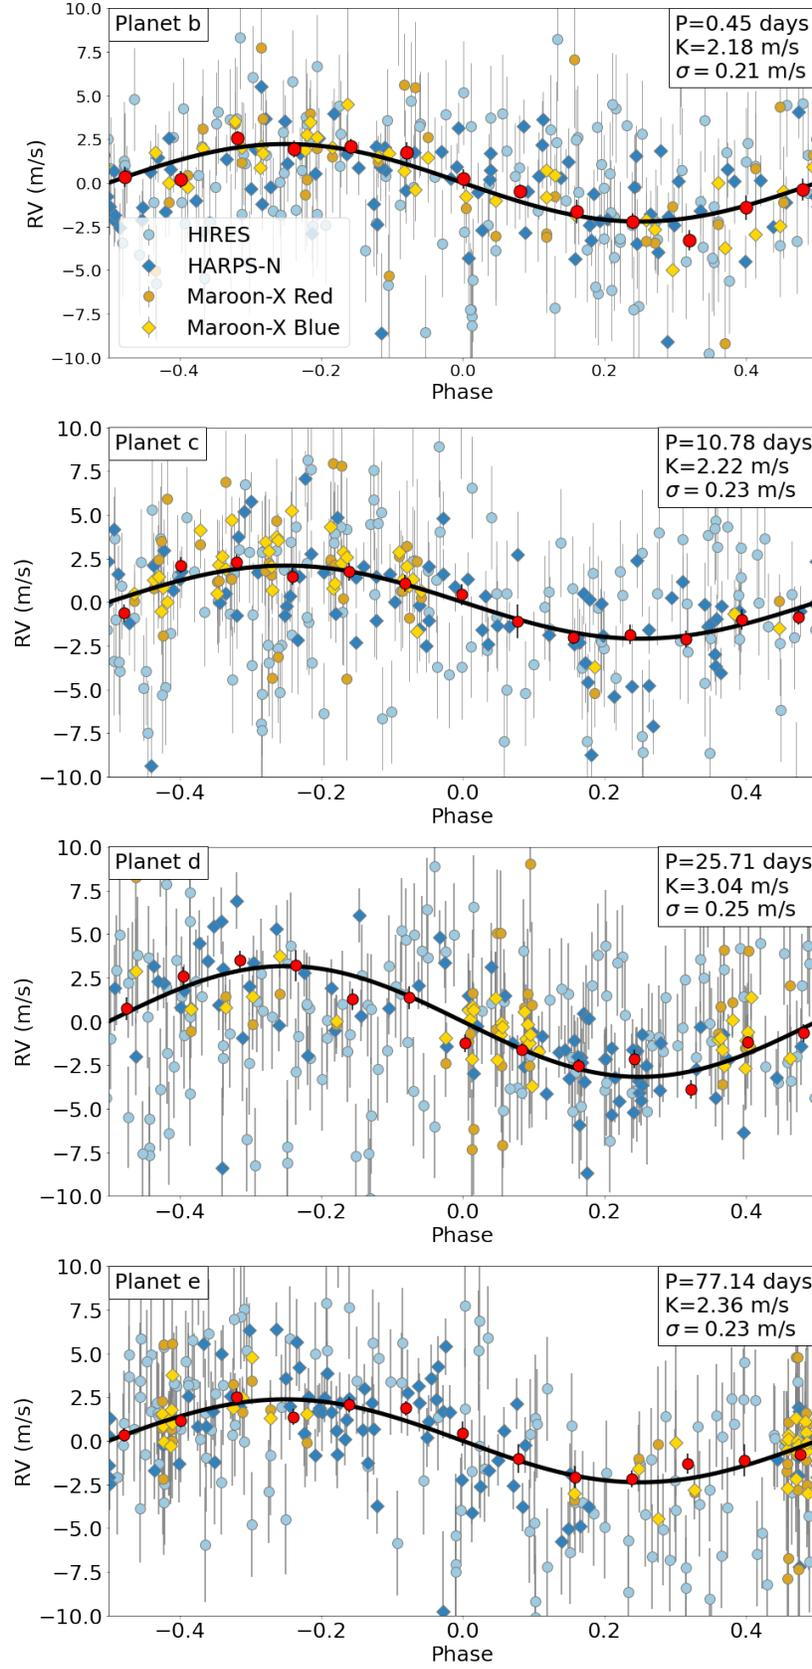 Planet b
P=0.45 days
K=2.18 m/s
σ = 0.21 m/s
10.0
7.5
5.0
2.5
0.0
−2.5
−5.0
−7.5
−10.0
RV (m/s)
HIRES
HARPS-N
Maroon-X Red
Maroon-X Blue
−0.4 −0.2 0.0 0.2 0.4
Phase
Planet c
P=10.78 days
K=2.22 m/s
σ = 0.23 m/s
10.0
7.5
5.0
2.5
0.0
−2.5
−5.0
−7.5
−10.0
RV (m/s)
−0.4 −0.2 0.0 0.2 0.4
Phase
Planet d
P=25.71 days
K=3.04 m/s
σ = 0.25 m/s
10.0
7.5
5.0
2.5
0.0
−2.5
−5.0
−7.5
−10.0
RV (m/s)
−0.4 −0.2 0.0 0.2 0.4
Phase
Planet e
P=77.14 days
K=2.36 m/s
σ = 0.23 m/s
10.0
7.5
5.0
2.5
0.0
−2.5
−5.0
−7.5
−10.0
RV (m/s)
−0.4 −0.2 0.0 0.2 0.4
Phase